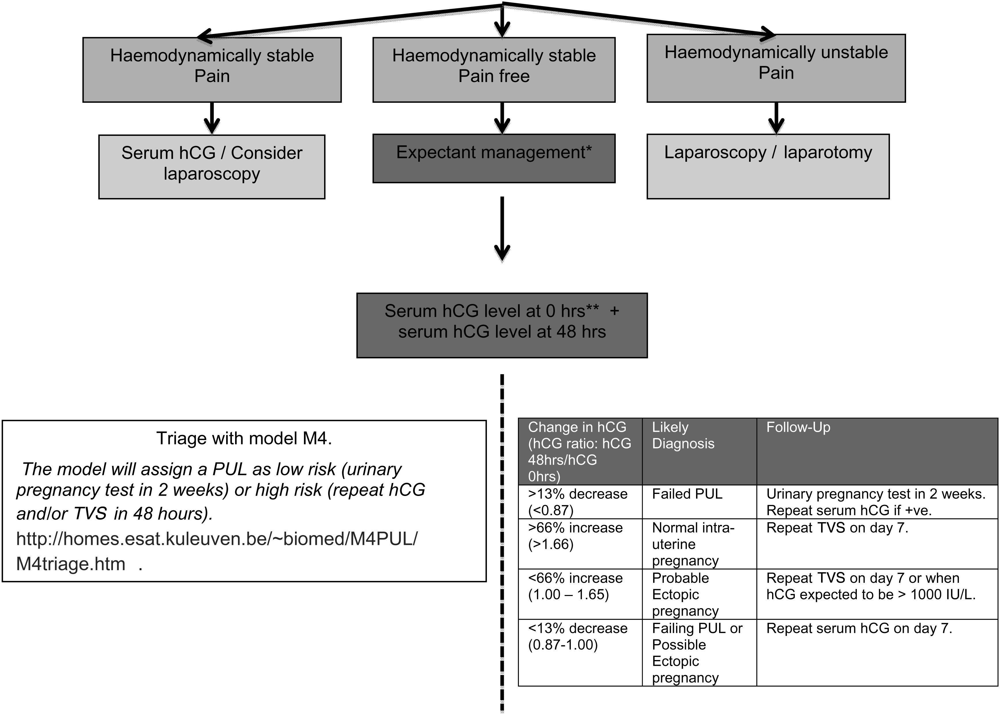 Haemodynamically stable
Pain
Haemodynamically stable
Pain free
Haemodynamically unstable
Pain
Serum hCG / Consider
laparoscopy
Expectant management*
Laparoscopy / laparotomy
Serum hCG level at 0 hrs** +
serum hCG level at 48 hrs
Triage with model M4.
The model will assign a PUL as low risk (urinary
pregnancy test in 2 weeks) or high risk (repeat hCG
and/or TVS in 48 hours).
http://homes.esat.kuleuven.be/~biomed/M4PUL/
M4triage.htm .
Change in hCG
(hCG ratio: hCG
48hrs/hCG
0hrs)
Likely
Diagnosis
Follow-Up
>13% decrease
(<0.87)
Failed PUL
Urinary pregnancy test in 2 weeks.
Repeat serum hCG if +ve.
>66% increase
(>1.66)
Normal intra-
uterine
pregnancy
Repeat TVS on day 7.
<66% increase
(1.00 – 1.65)
Probable
Ectopic
pregnancy
Repeat TVS on day 7 or when
hCG expected to be > 1000 IU/L.
<13% decrease
(0.87-1.00)
Failing PUL or
Possible
Ectopic
pregnancy
Repeat serum hCG on day 7.